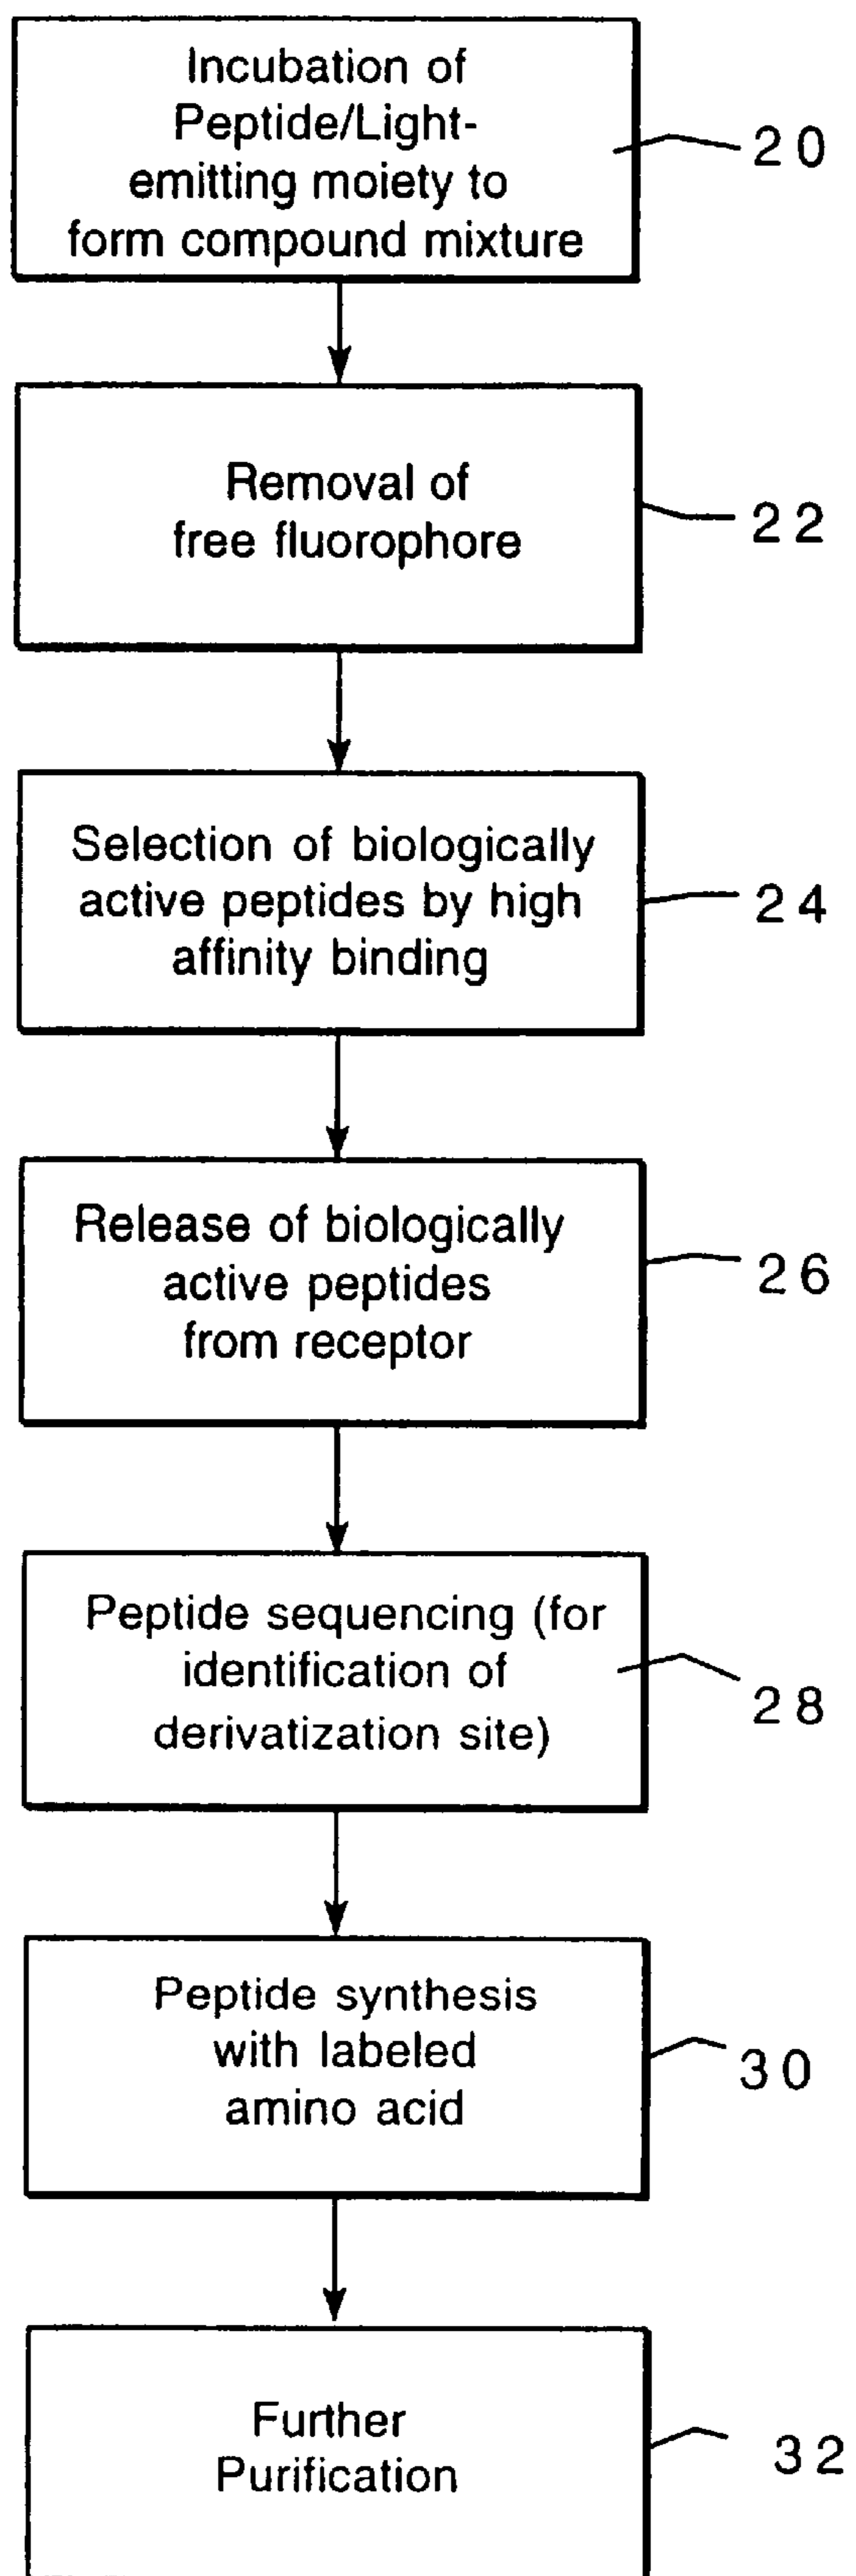 Incubation of
Peptide/Light-
emitting moiety to
form compound mixture
20
Removal of
free fluorophore
22
Selection of biologically
active peptides by high
affinity binding
24
Release of biologically
active peptides
from receptor
26
Peptide sequencing (for
identification of
derivatization site)
28
Peptide synthesis
with labeled
amino acid
30
Further
Purification
32